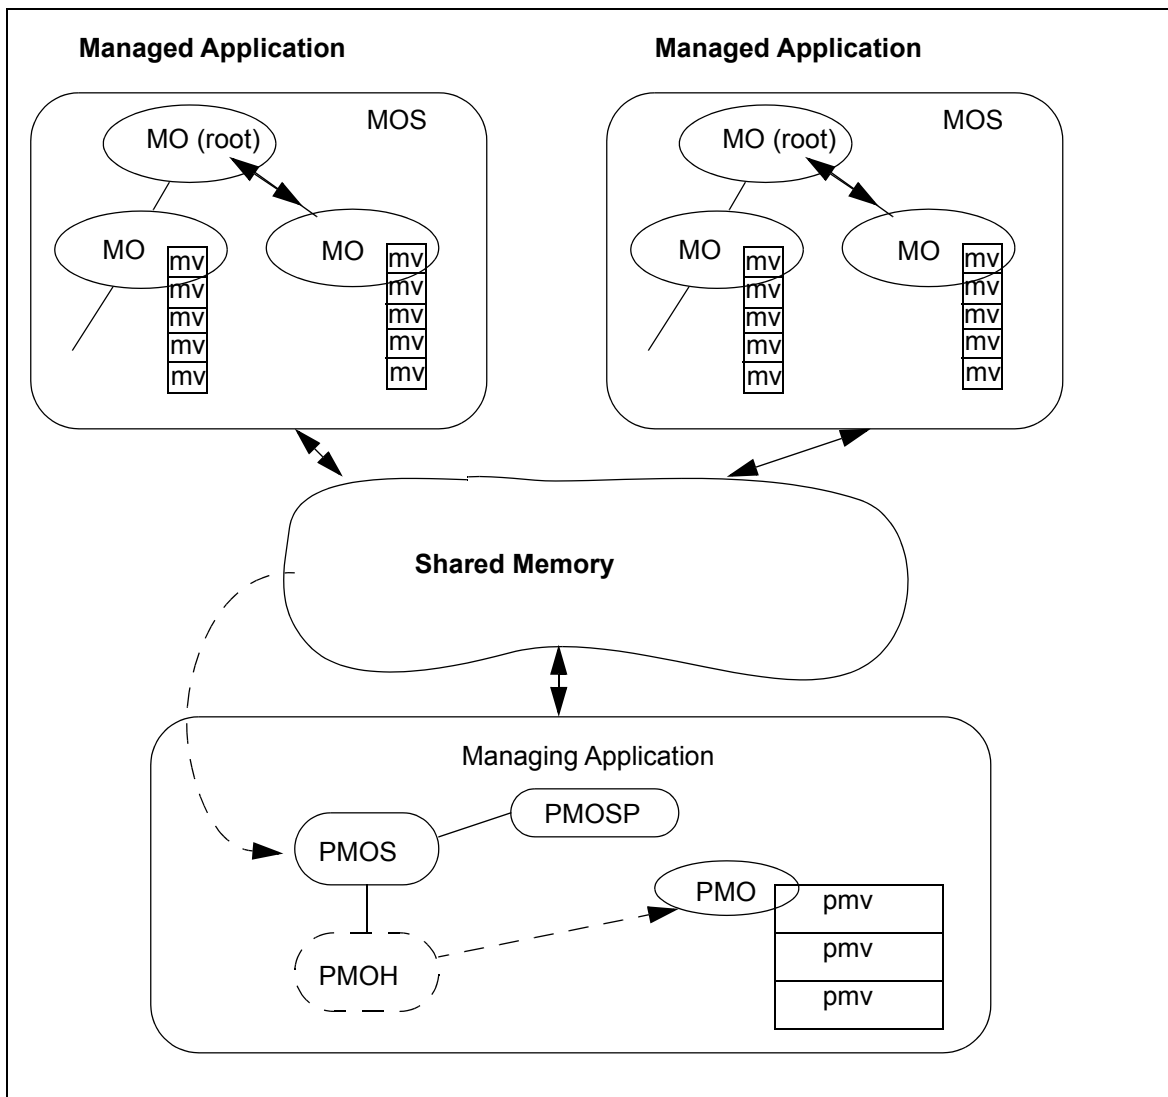 Managed Application
MOS
MO (root)
MO
MO
mv
mv
mv
mv
mv
mv
mv
mv
mv
mv
Managed Application
MOS
MO (root)
MO
MO
mv
mv
mv
mv
mv
mv
mv
mv
mv
mv
Shared Memory
Managing Application
PMOSP
PMOS
PMO
pmv
pmv
pmv
PMOH